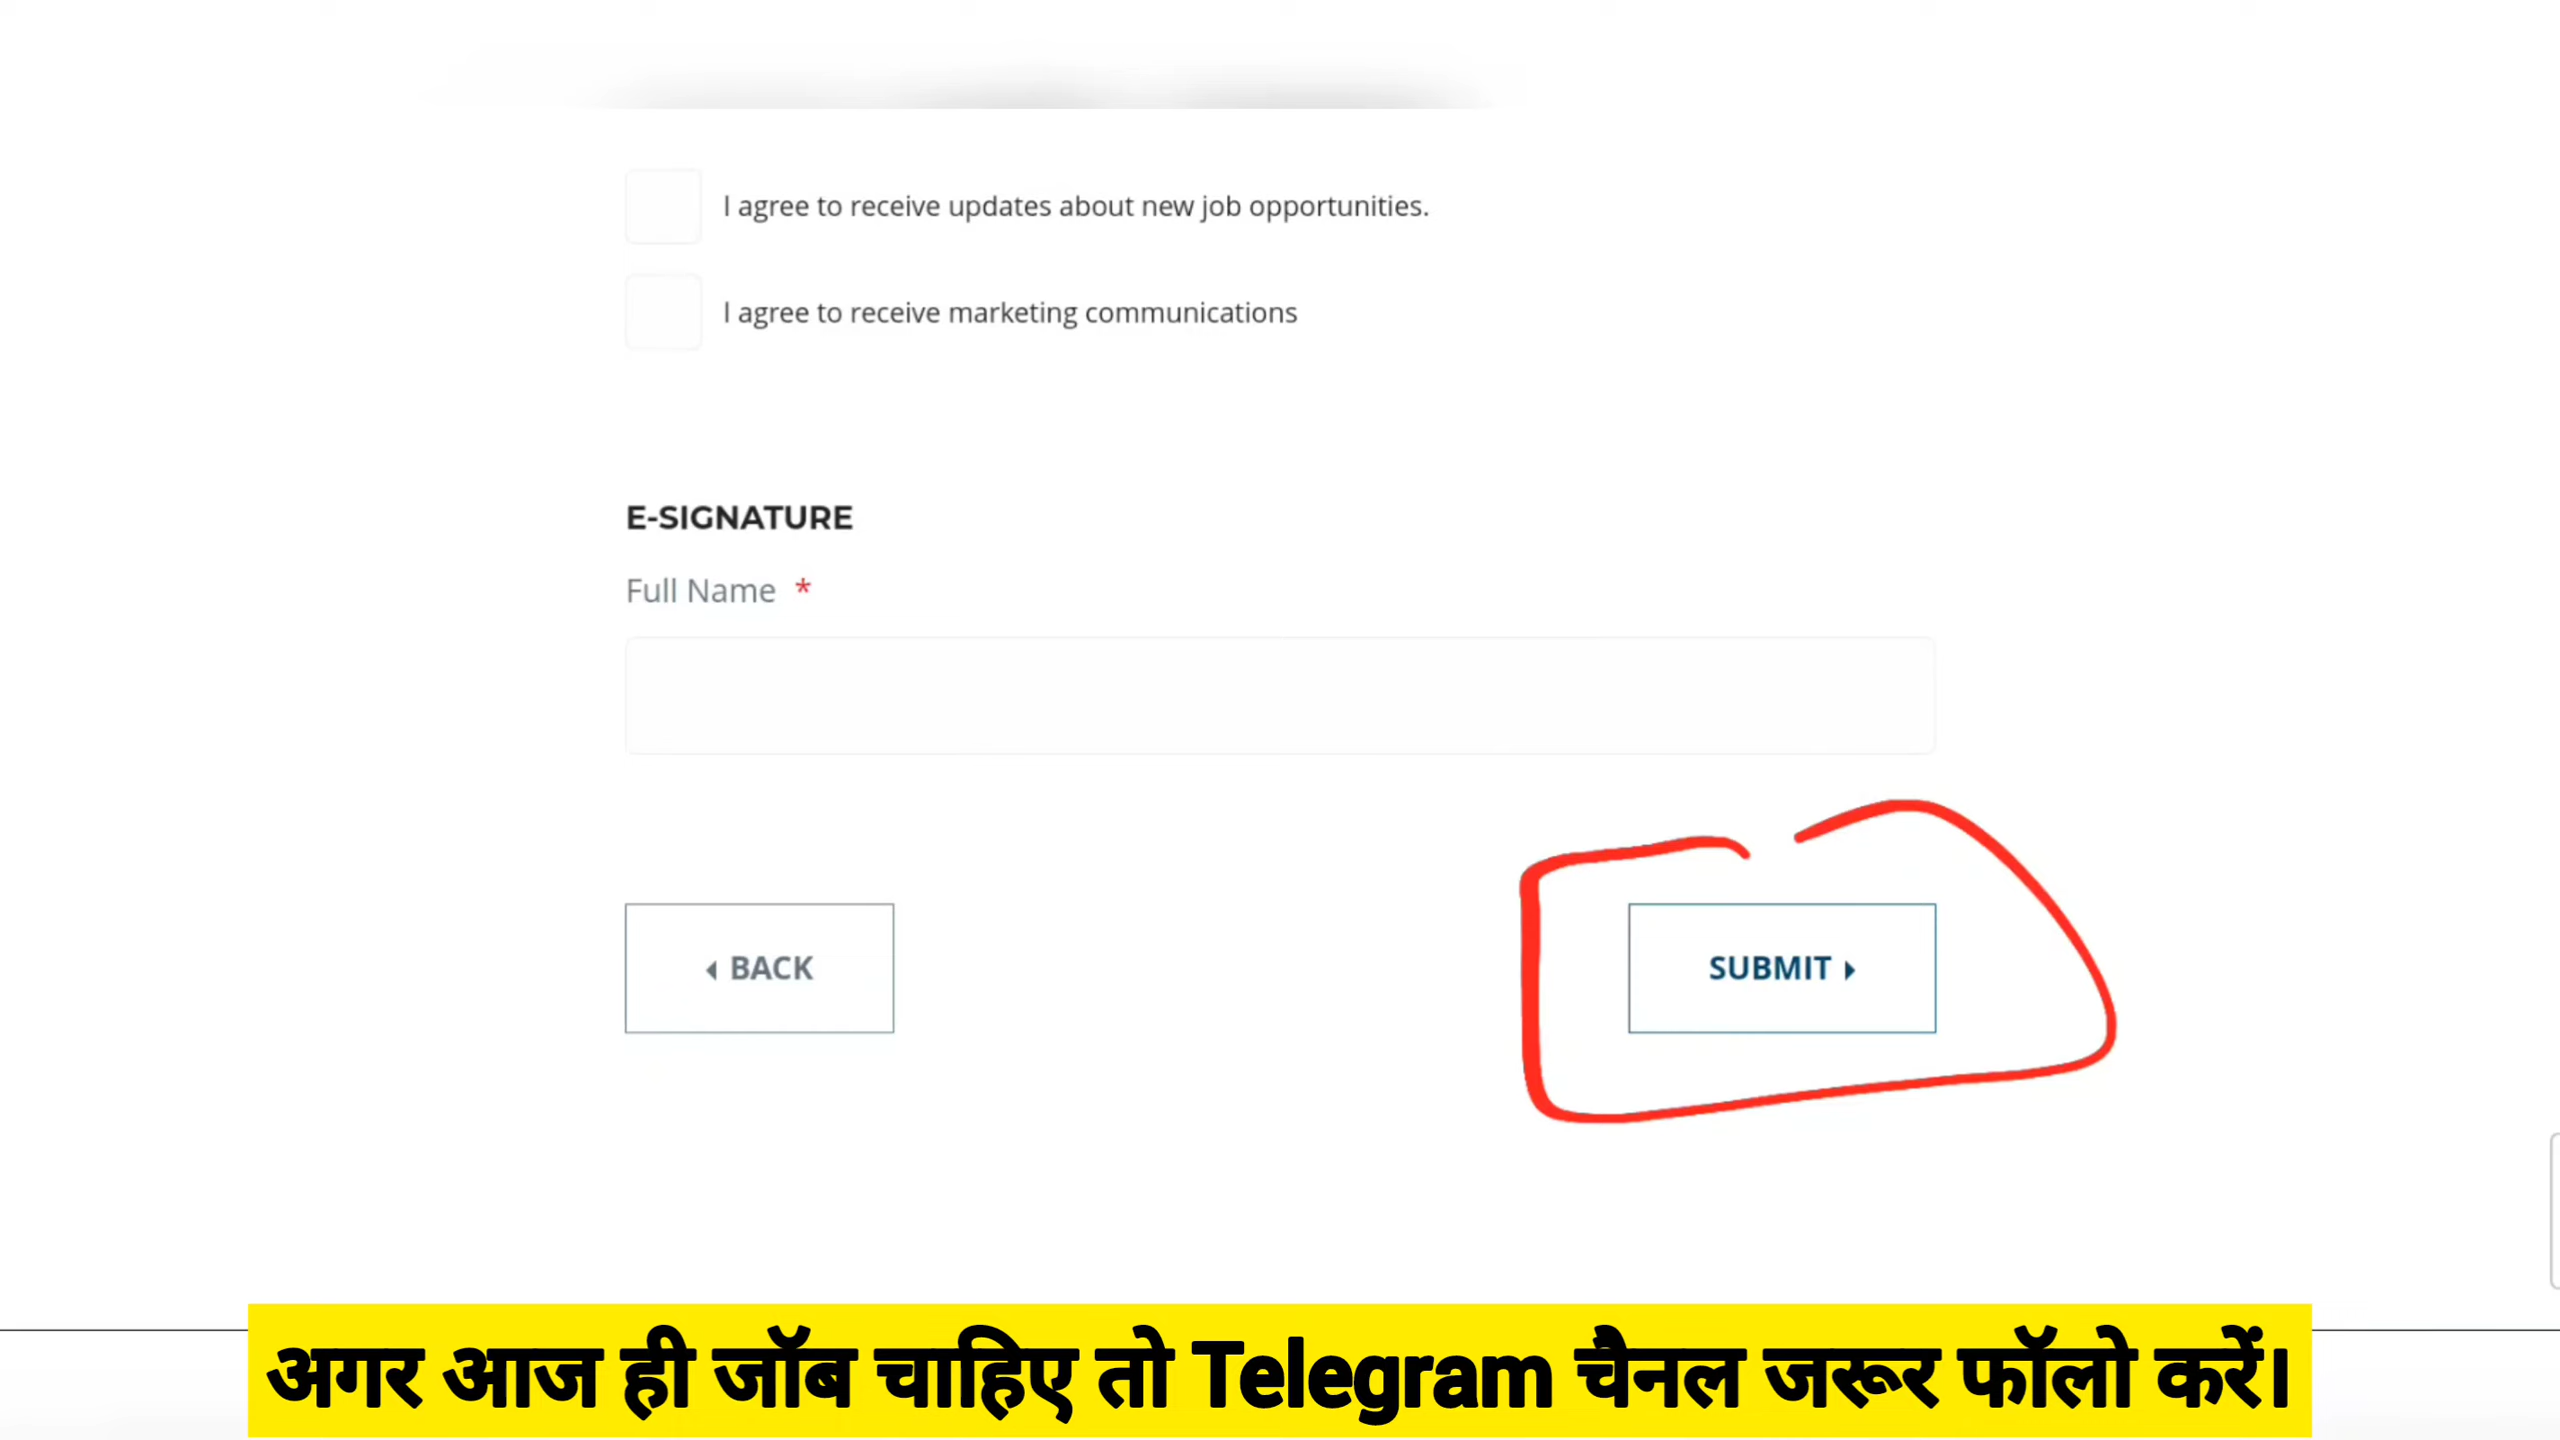 I agree to receive updates about new job opportunities.
I agree to receive marketing communications
E-SIGNATURE
Full Name *
BACK
SUBMIT
अगर आज ही जॉब चाहिए तो Telegram चैनल जरूर फॉलो करें।